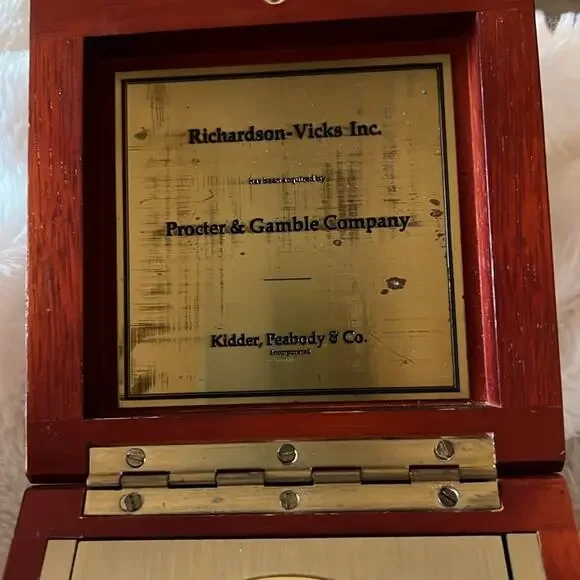 Richardson-Vicks Inc.
has been acquired by
Procter & Gamble Company
Kidder, Peabody & Co.
Incorporated